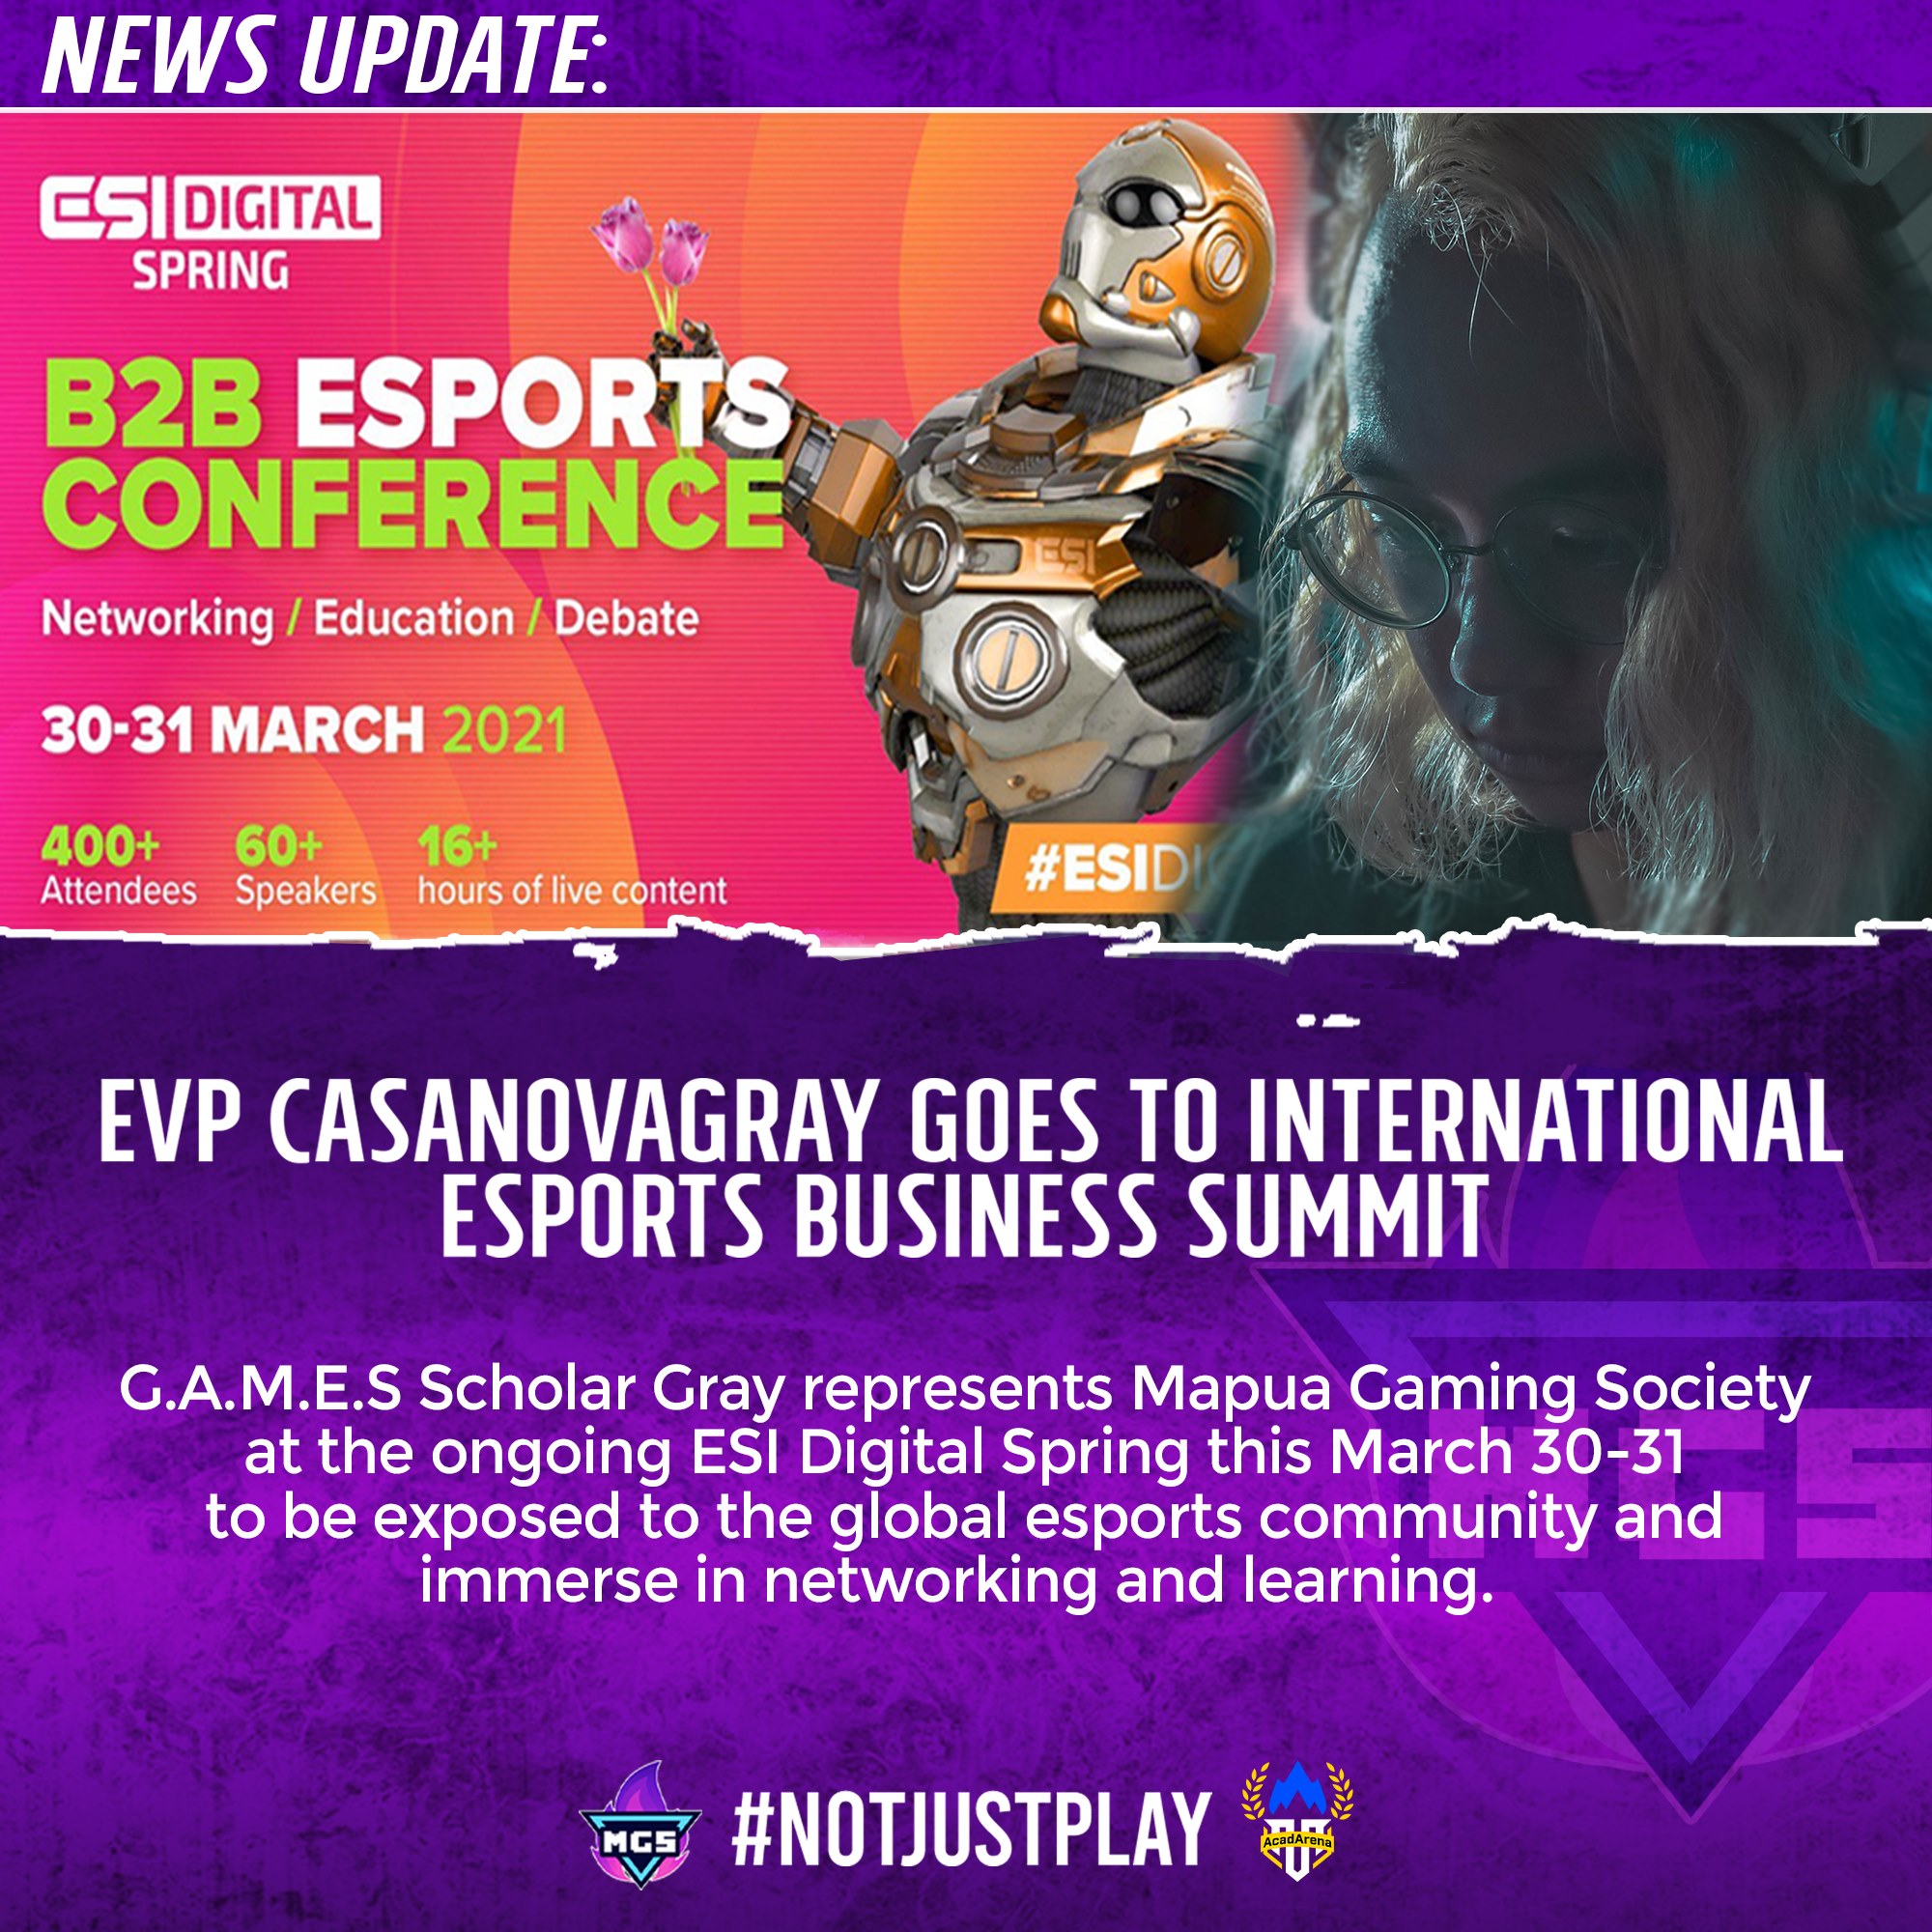 NEWS UPDATE:
ESI DIGITAL
SPRING
B2B ESPORTS
CONFERENCE
Networking / Education / Debate
30-31 MARCH 2021
400+ 60+ 16+
Attendees Speakers hours of live content
ESI
#ESIDI
EVP CASANOVAGRAY GOES TO INTERNATIONAL
ESPORTS BUSINESS SUMMIT
G.A.M.E.S Scholar Gray represents Mapua Gaming Society
at the ongoing ESI Digital Spring this March 30-31
to be exposed to the global esports community and
immerse in networking and learning.
MGS
MGS #NOTJUSTPLAY AcadArena